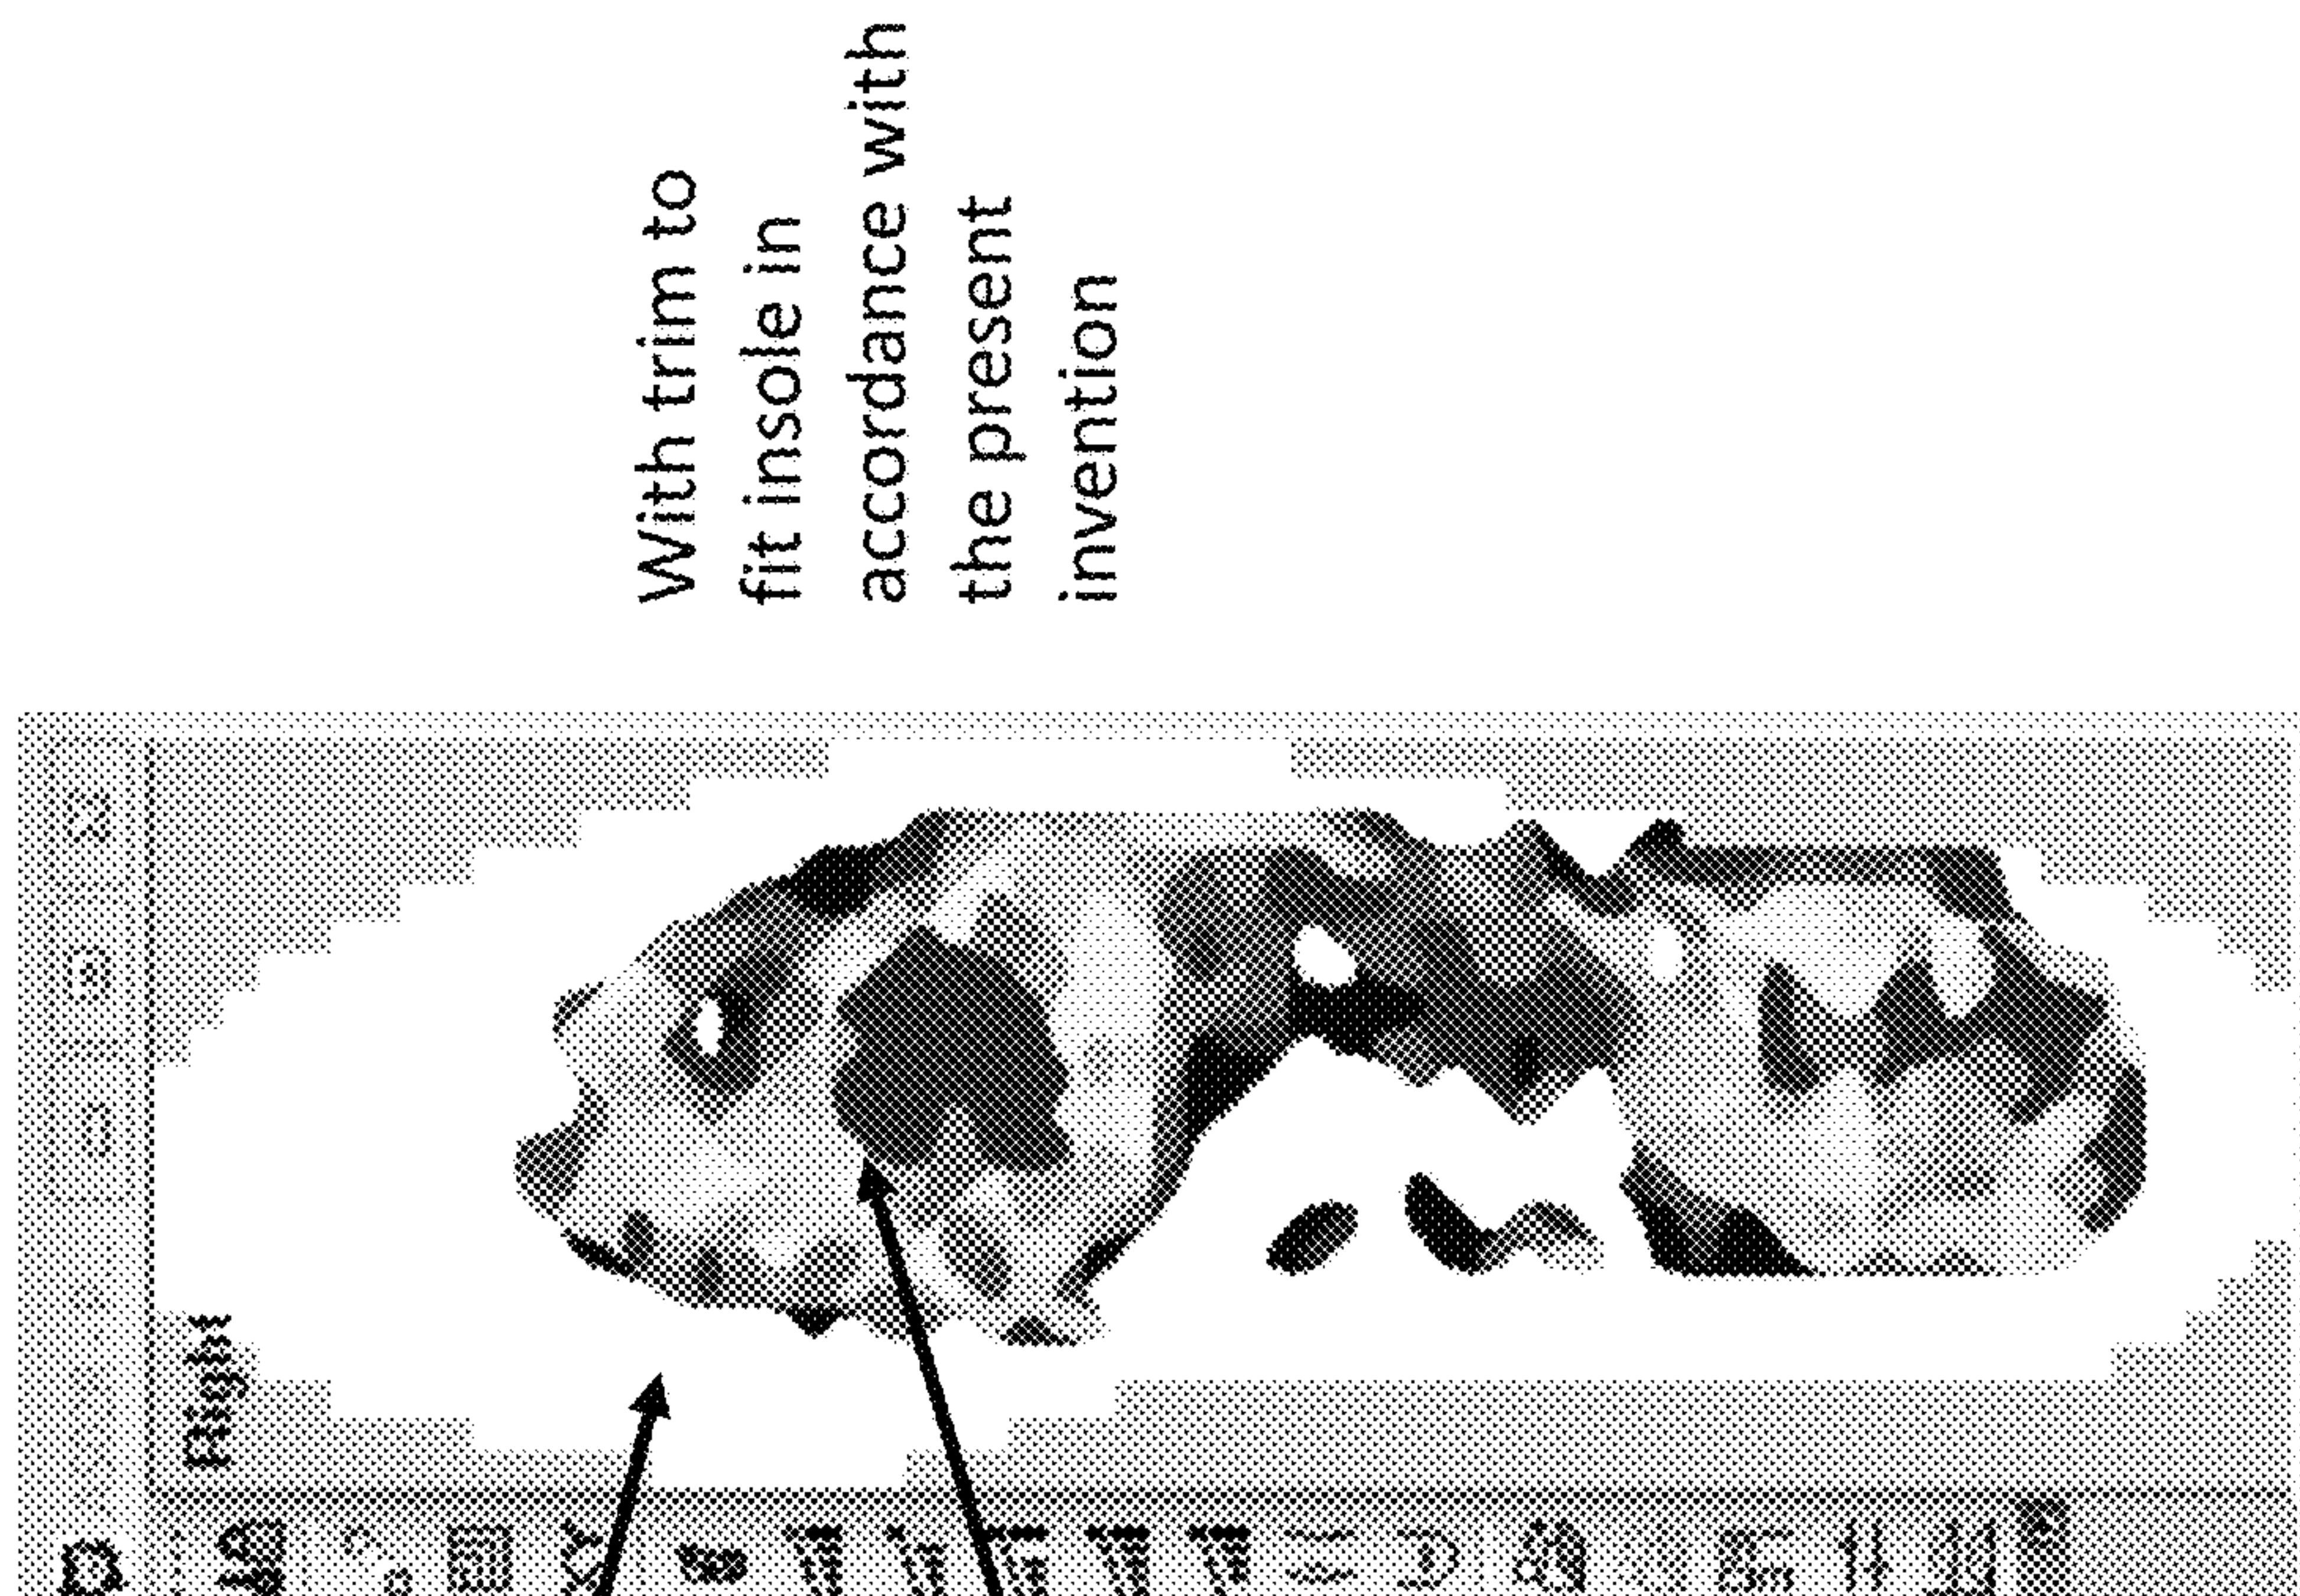 With trim to
fit insole in
accordance with
the present
invention
Right